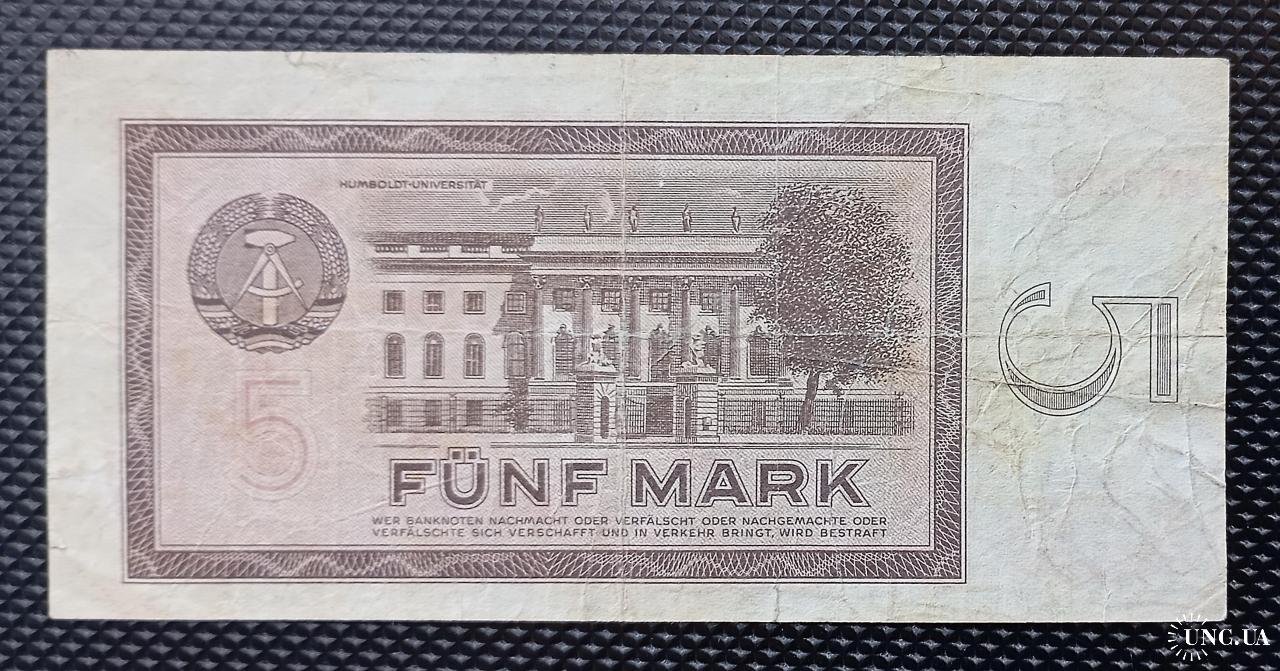 HUMBOLDT-UNIVERSITÄT
5
5
FÜNF MARK
WER BANKNOTEN NACHMACHT ODER VERFÄLSCHT ODER NACHGEMACHTE ODER
VERFÄLSCHTE SICH VERSCHAFFT UND IN VERKEHR BRINGT, WIRD BESTRAFT
UNC.UA